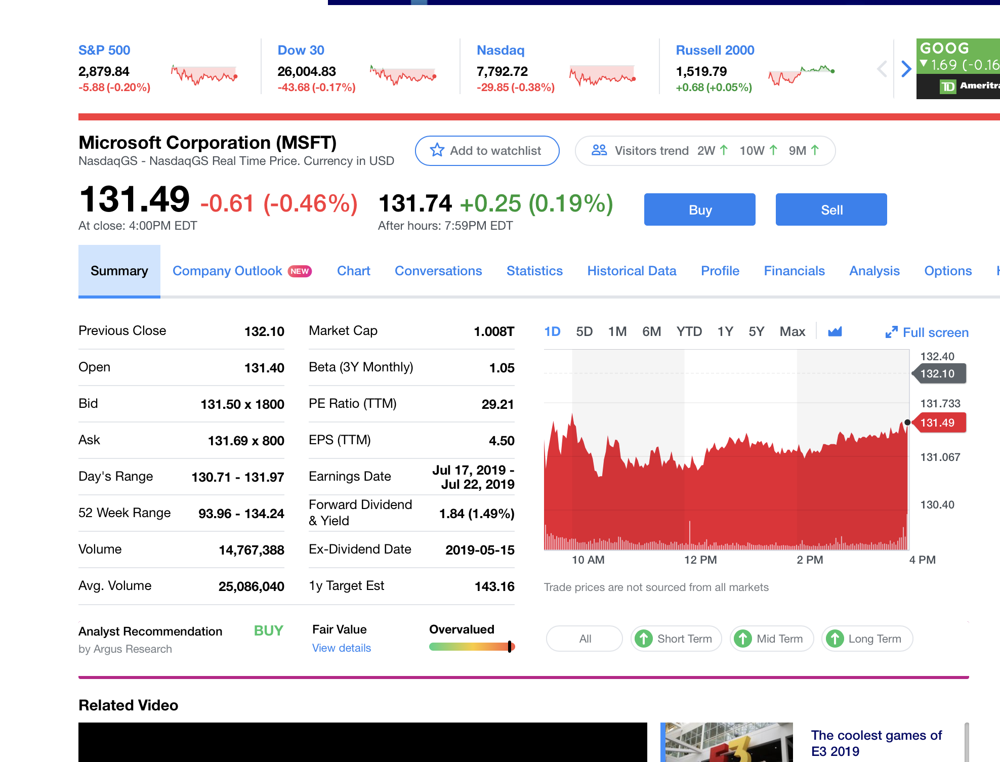 S&P 500
2,879.84
-5.88 (-0.20%)
Dow 30
26,004.83
-43.68 (-0.17%)
Nasdaq
7,792.72
-29.85 (-0.38%)
Russell 2000
1,519.79
+0.68 (+0.05%)
GOOG
▼1.69 (-0.16
TD Ameritra
Microsoft Corporation (MSFT)
NasdaqGS - NasdaqGS Real Time Price. Currency in USD
Add to watchlist
Visitors trend 2W↑ 10W↑ 9M↑
131.49 -0.61 (-0.46%)
At close: 4:00PM EDT
131.74 +0.25 (0.19%)
After hours: 7:59PM EDT
Buy
Sell
Summary Company Outlook NEW Chart Conversations Statistics Historical Data Profile Financials Analysis Options
Previous Close 132.10
Open 131.40
Bid 131.50 x 1800
Ask 131.69 x 800
Day's Range 130.71 - 131.97
52 Week Range 93.96 - 134.24
Volume 14,767,388
Avg. Volume 25,086,040
Market Cap 1.008T
Beta (3Y Monthly) 1.05
PE Ratio (TTM) 29.21
EPS (TTM) 4.50
Earnings Date Jul 17, 2019 -
Jul 22, 2019
Forward Dividend
& Yield 1.84 (1.49%)
Ex-Dividend Date 2019-05-15
1y Target Est 143.16
1D 5D 1M 6M YTD 1Y 5Y Max
Full screen
132.40
132.10
131.733
131.49
131.067
130.40
10 AM 12 PM 2 PM 4 PM
Trade prices are not sourced from all markets
Analyst Recommendation BUY
by Argus Research
Fair Value
View details
Overvalued
All
Short Term
Mid Term
Long Term
Related Video
E3
The coolest games of
E3 2019